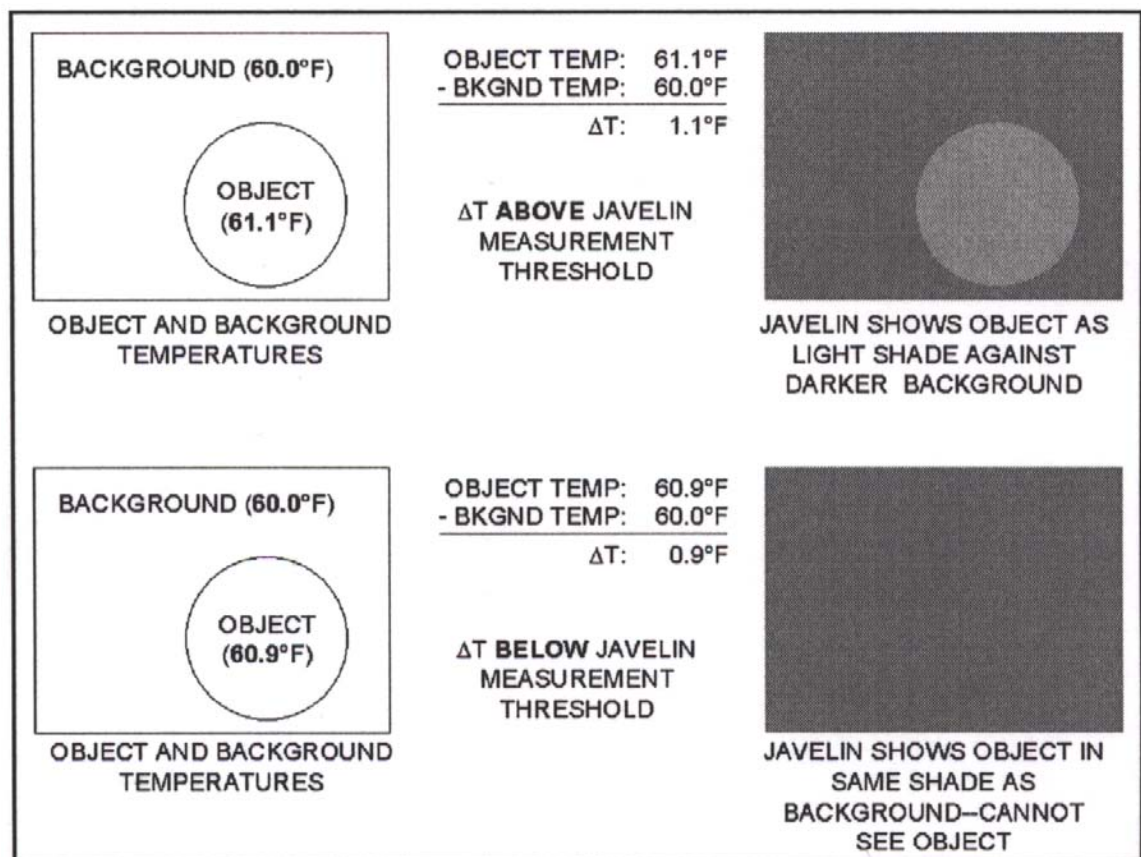 BACKGROUND (60.0°F)
OBJECT
(61.1°F)
OBJECT AND BACKGROUND
TEMPERATURES
OBJECT TEMP: 61.1°F
- BKGND TEMP: 60.0°F
ΔT: 1.1°F
ΔT ABOVE JAVELIN
MEASUREMENT
THRESHOLD
JAVELIN SHOWS OBJECT AS
LIGHT SHADE AGAINST
DARKER BACKGROUND
BACKGROUND (60.0°F)
OBJECT
(60.9°F)
OBJECT AND BACKGROUND
TEMPERATURES
OBJECT TEMP: 60.9°F
- BKGND TEMP: 60.0°F
ΔT: 0.9°F
ΔT BELOW JAVELIN
MEASUREMENT
THRESHOLD
JAVELIN SHOWS OBJECT IN
SAME SHADE AS
BACKGROUND--CANNOT
SEE OBJECT